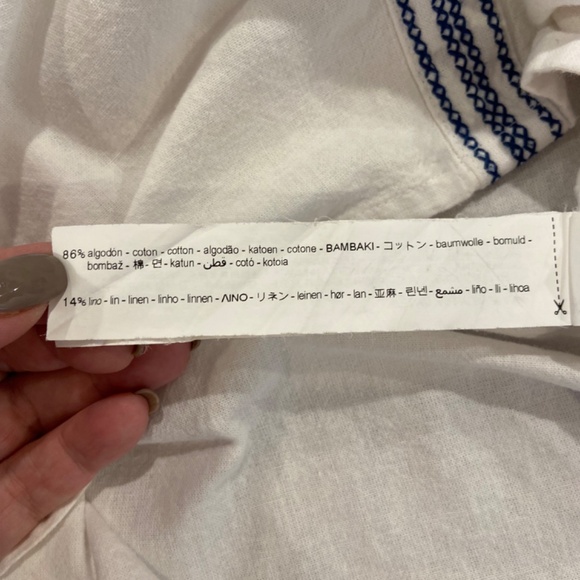 86% algodón - coton - cotton - algodão - katoen - cotone - BAMBAKI - コットン - baumwolle - bomuld -
bombaž - 棉 - 면 - katun - قطن - cotó - kotoia
14% lino - lin - linen - linho - linnen - ΛΙΝΟ - リネン - leinen - hør - lan - 亚麻 - 린넨 - مشمع - liño - lli - lihoa